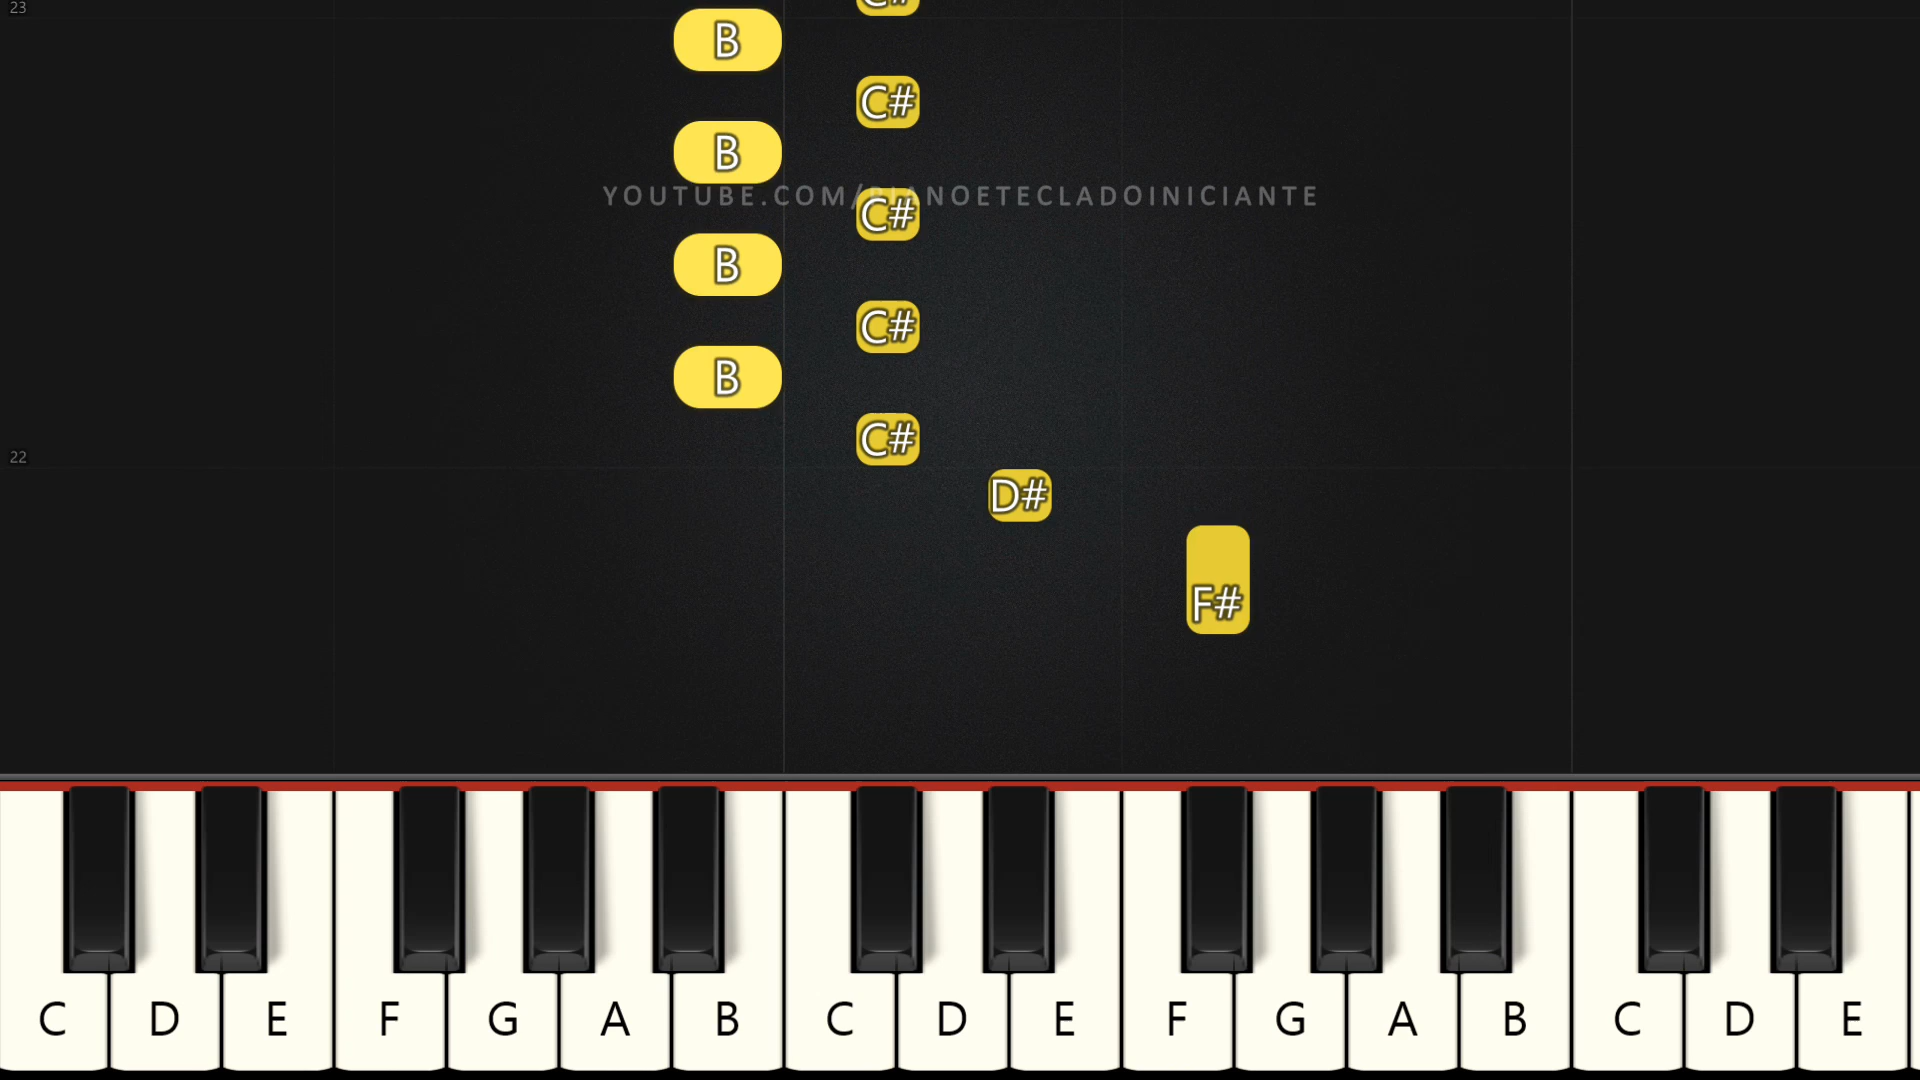 23
C#
B
C#
B
YOUTUBE.COM/PIANOETECLADOINICIANTE
C#
B
C#
B
C#
22
D#
F#
C D E F G A B C D E F G A B C D E